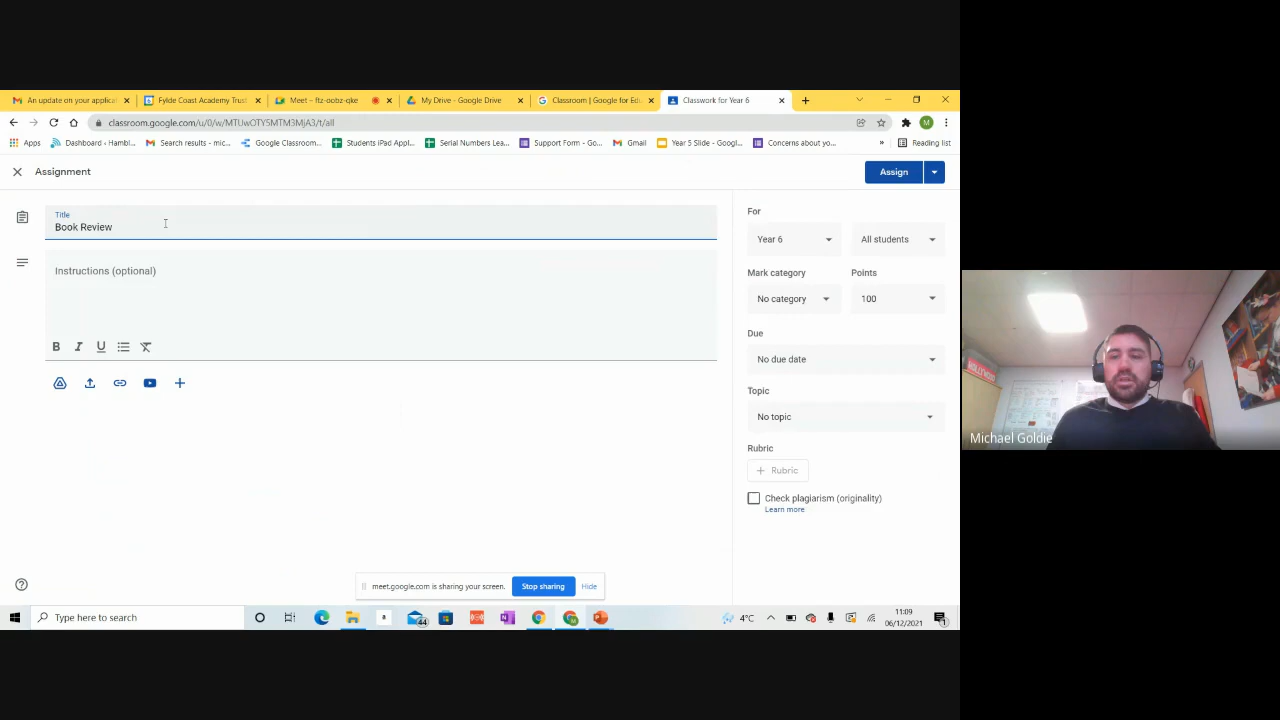 An update on your applicat
Fylde Coast Academy Trust
Meet – ftz-oobz-qke
My Drive - Google Drive
Classroom | Google for Edu
Classwork for Year 6
classroom.google.com/u/0/w/MTUwOTY5MTM3MjA3/t/all
Apps
Dashboard ‹ Hambl...
Search results - mic...
Google Classroom...
Students iPad Appl...
Serial Numbers Lea...
Support Form - Go...
Gmail
Year 5 Slide - Googl...
Concerns about yo...
»
Reading list
Assignment
Assign
Title
Book Review
Instructions (optional)
B I U
For
Year 6
All students
Mark category
Points
No category
100
Due
No due date
Topic
No topic
Rubric
+ Rubric
Check plagiarism (originality)
Learn more
meet.google.com is sharing your screen.
Stop sharing
Hide
Type here to search
44
4°C
11:09
06/12/2021
HOLLYWOOD
Michael Goldie